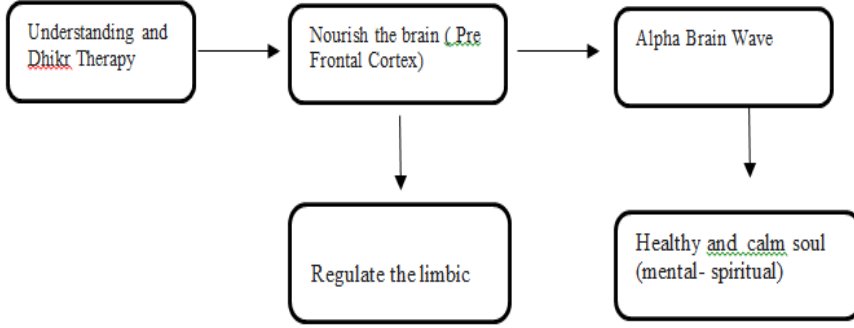 Understanding and
Dhikr Therapy
Nourish the brain ( Pre
Frontal Cortex)
Alpha Brain Wave
Regulate the limbic
Healthy and calm soul
(mental- spiritual)